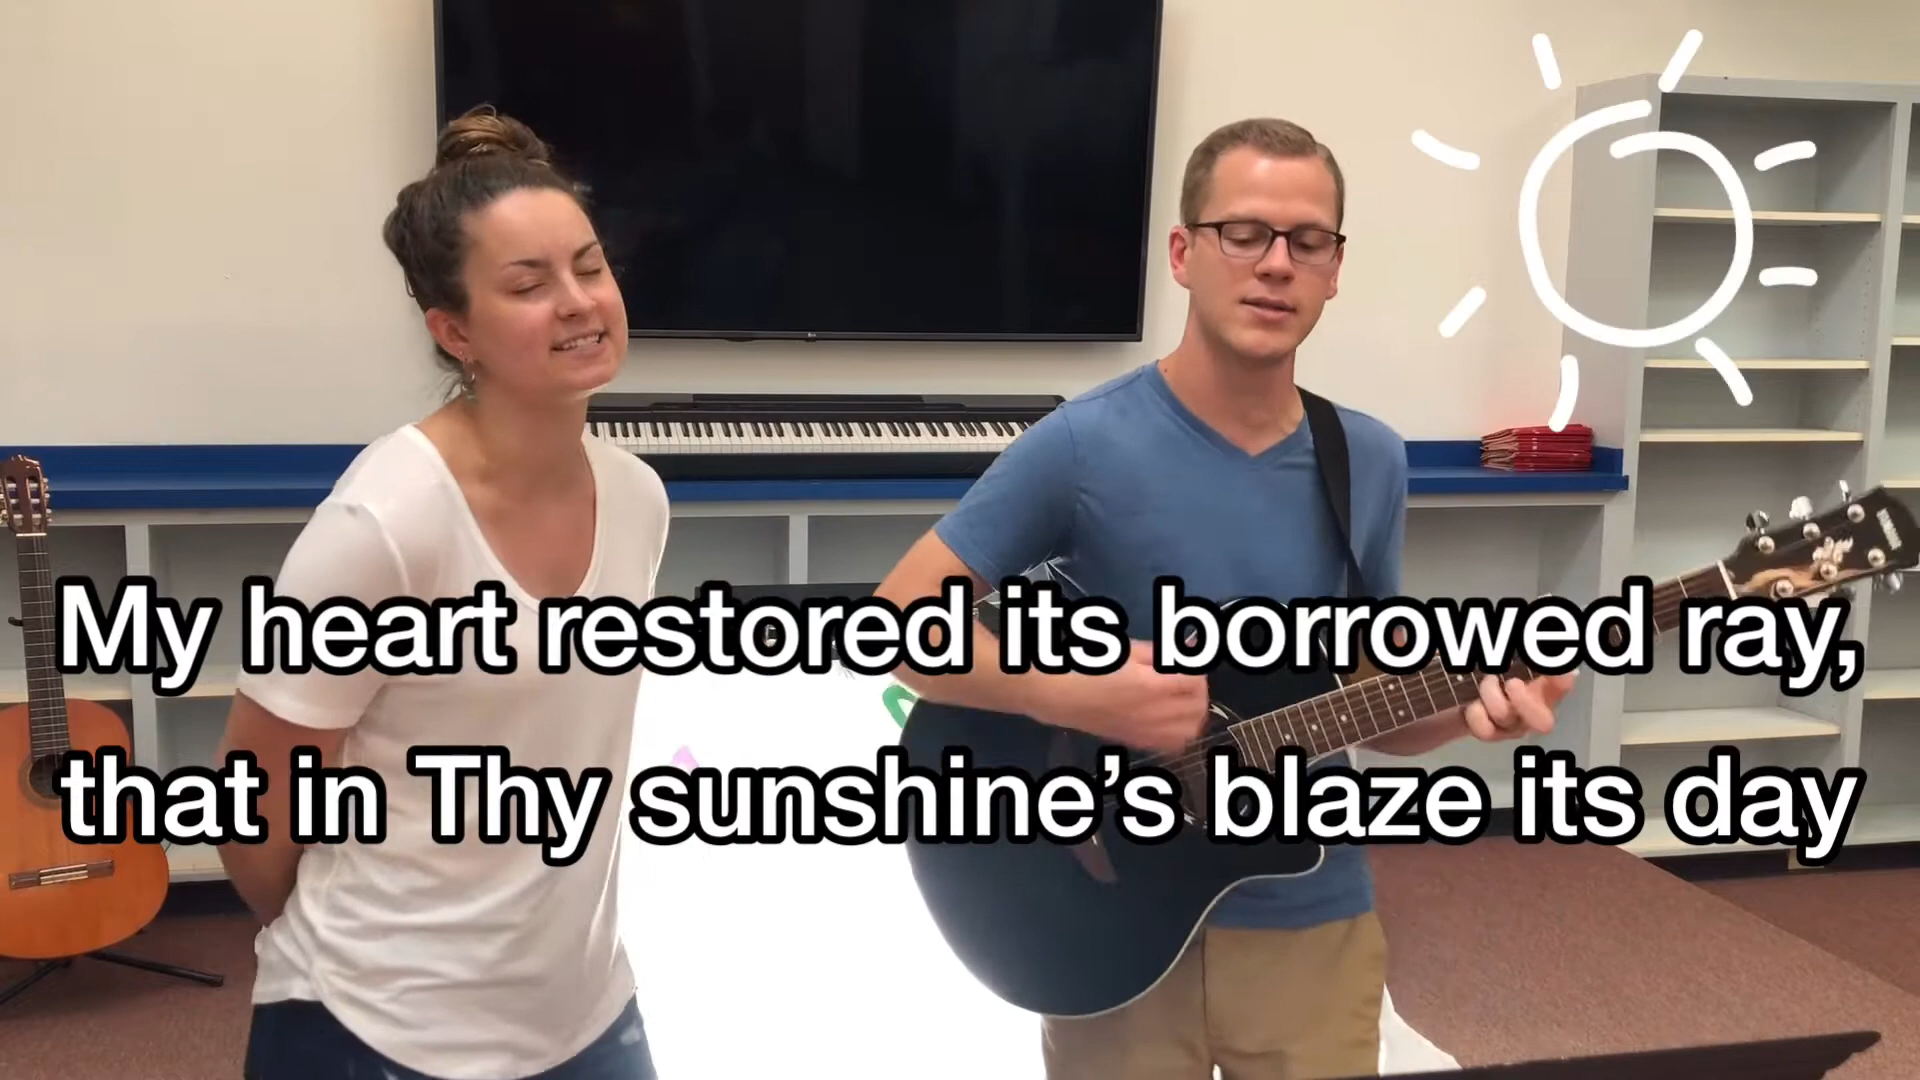 My heart restored its borrowed ray,
that in Thy sunshine’s blaze its day